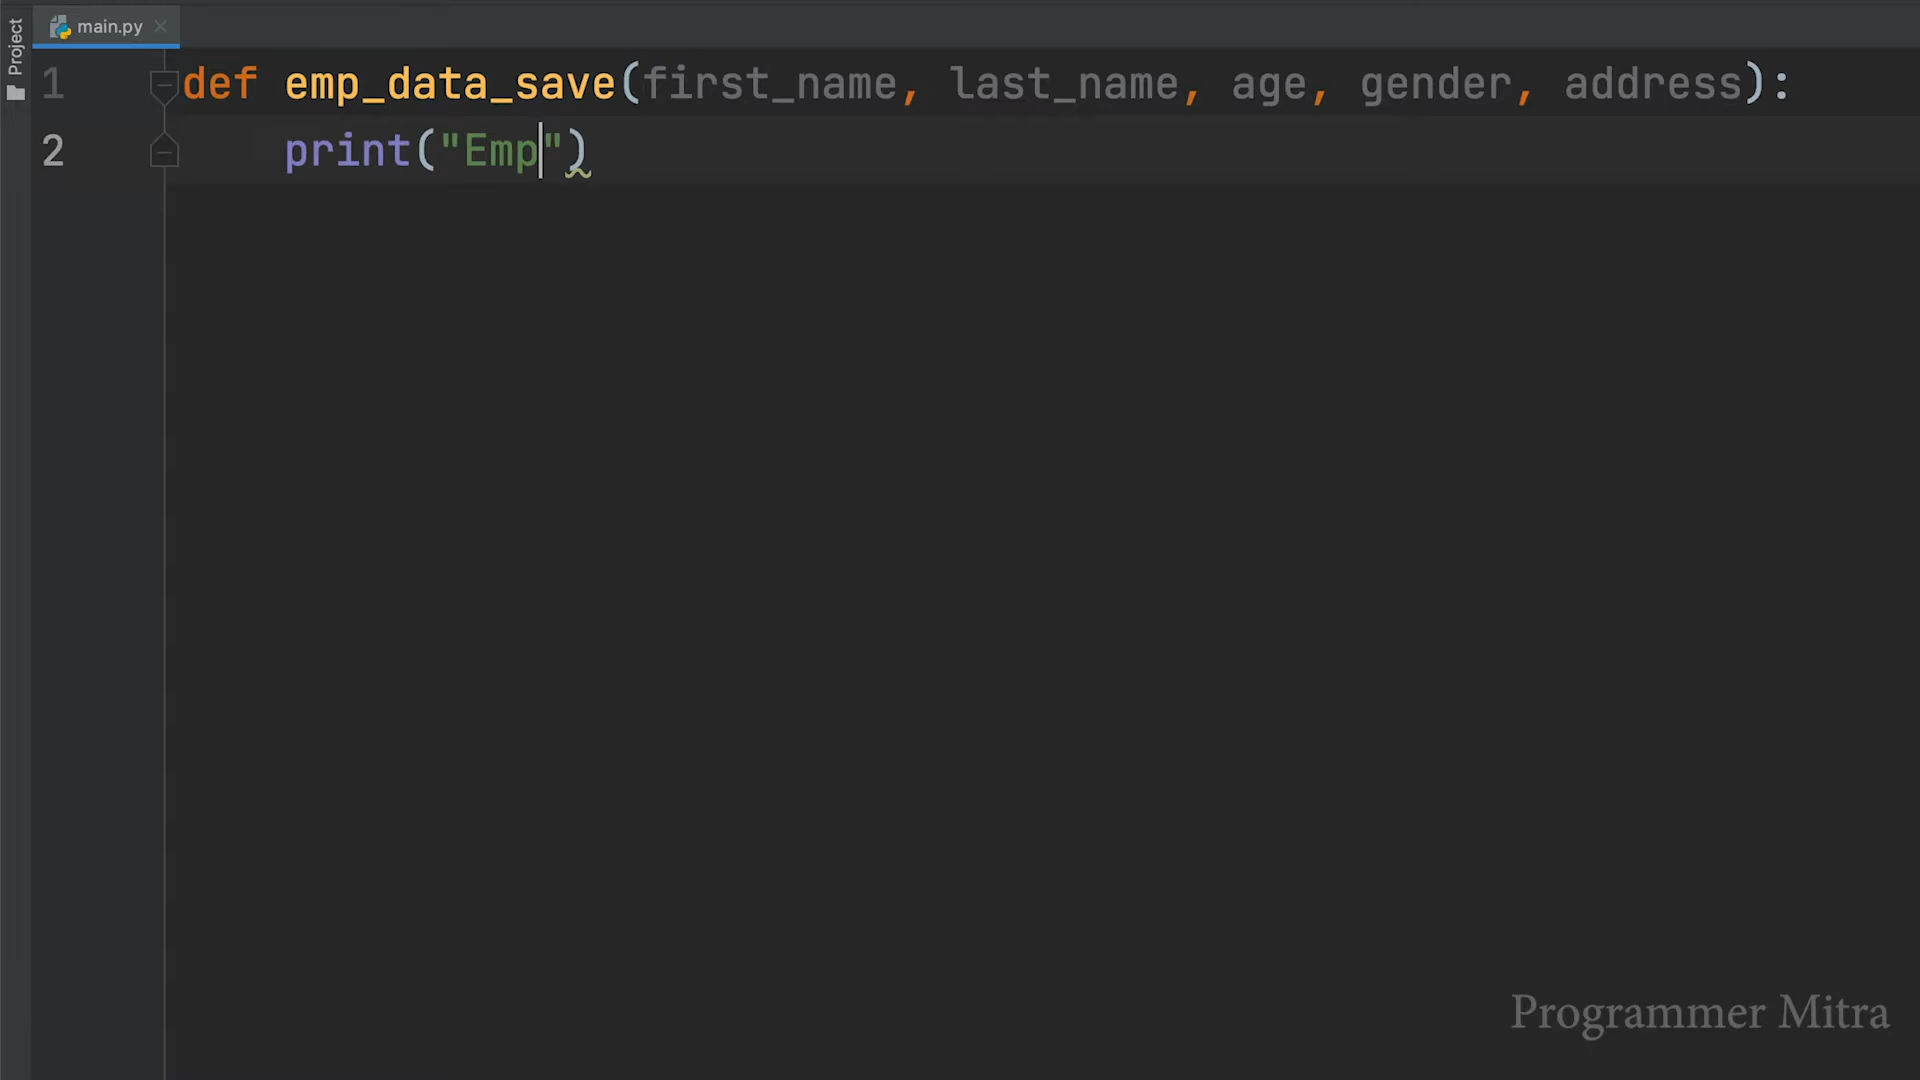 Project
main.py
1 def emp_data_save(first_name, last_name, age, gender, address):
2 print("Emp")
Programmer Mitra